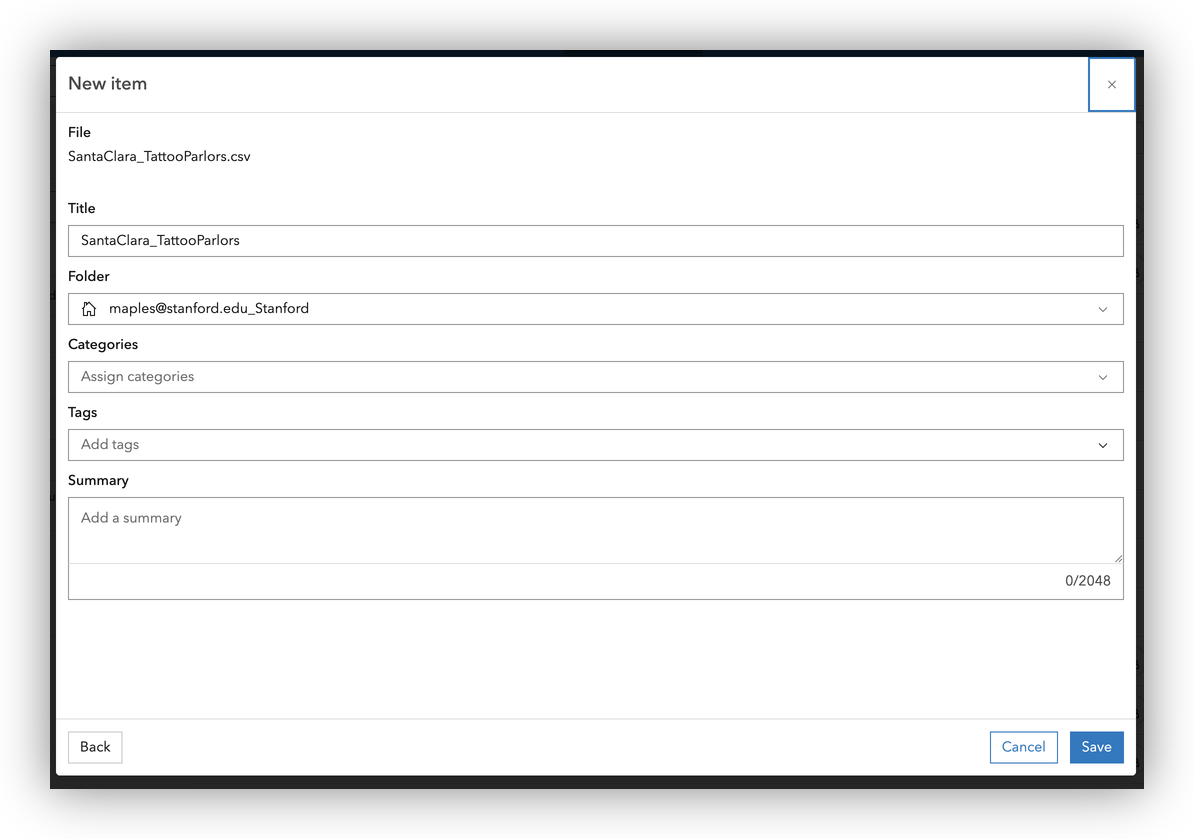 New item
File
SantaClara_TattooParlors.csv
Title
SantaClara_TattooParlors
Folder
maples@stanford.edu_Stanford
Categories
Assign categories
Tags
Add tags
Summary
Add a summary
0/2048
Back
Cancel
Save